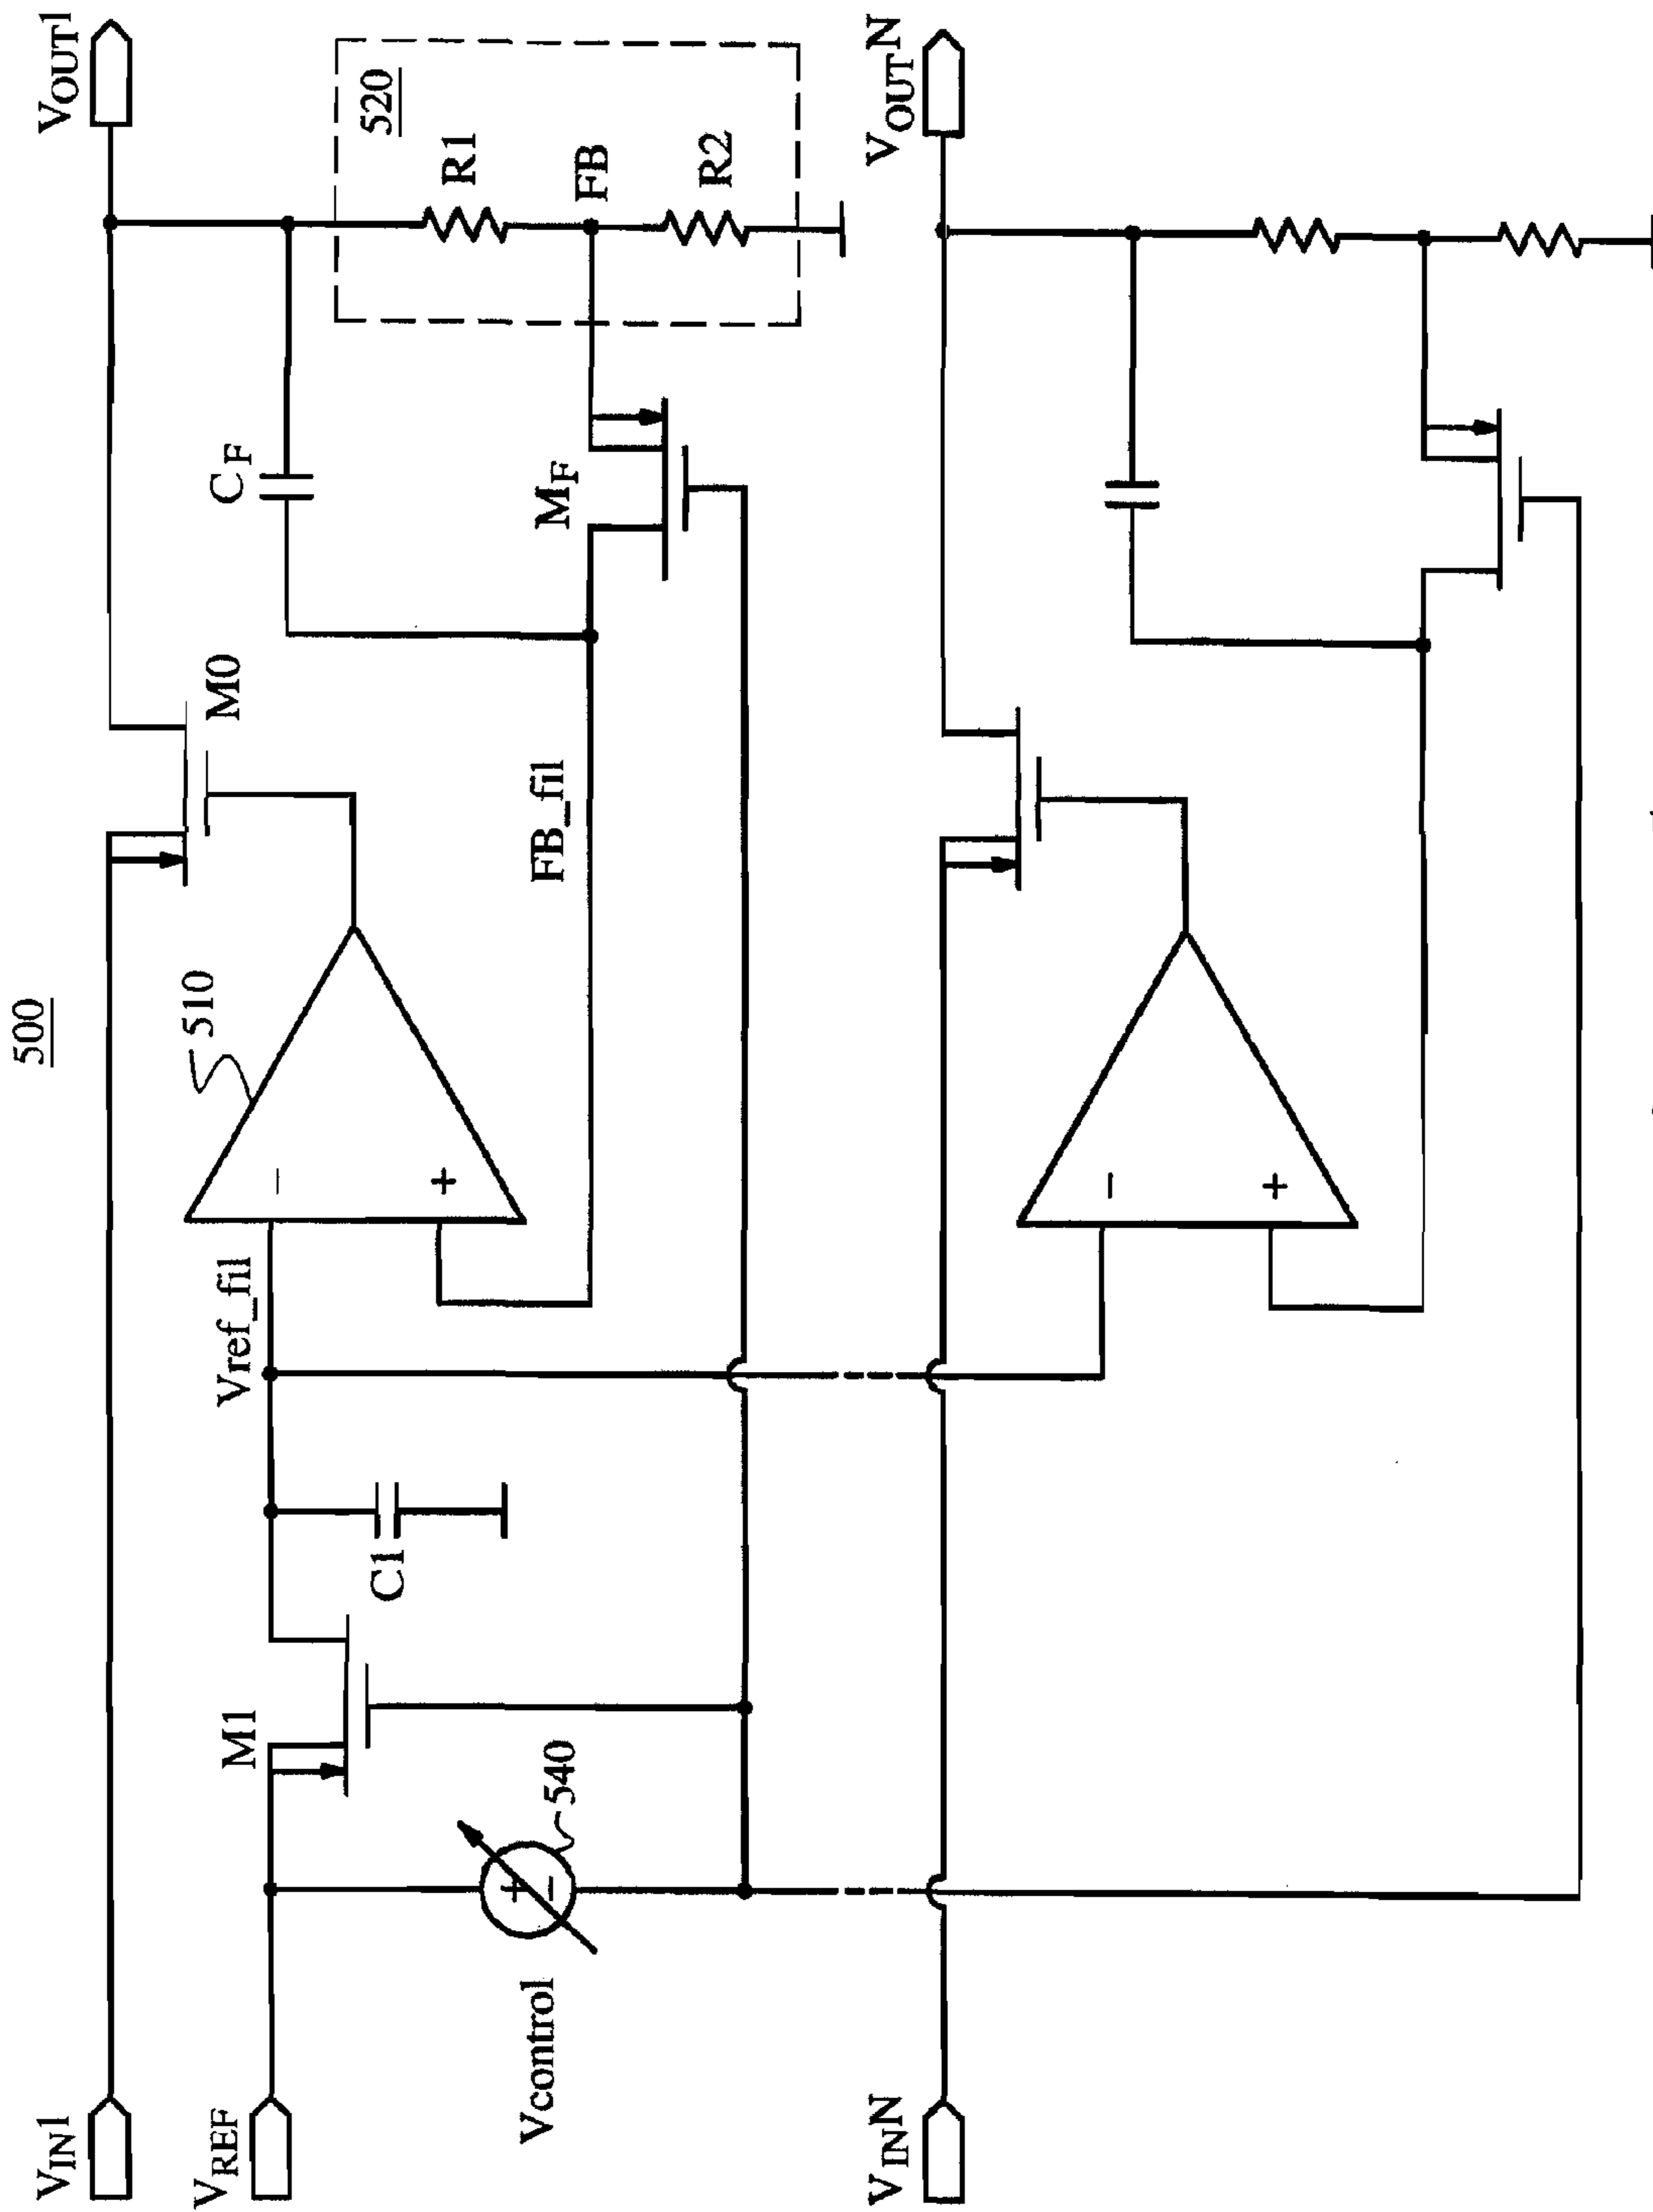 500
V_IN1
V_OUT1
510
M0
C_F
520
R1
FB
R2
V_REF
M1
Vref_fil
−
+
C1
FB_fil
M_F
+
−
540
Vcontrol
V_INN
V_OUTN
−
+